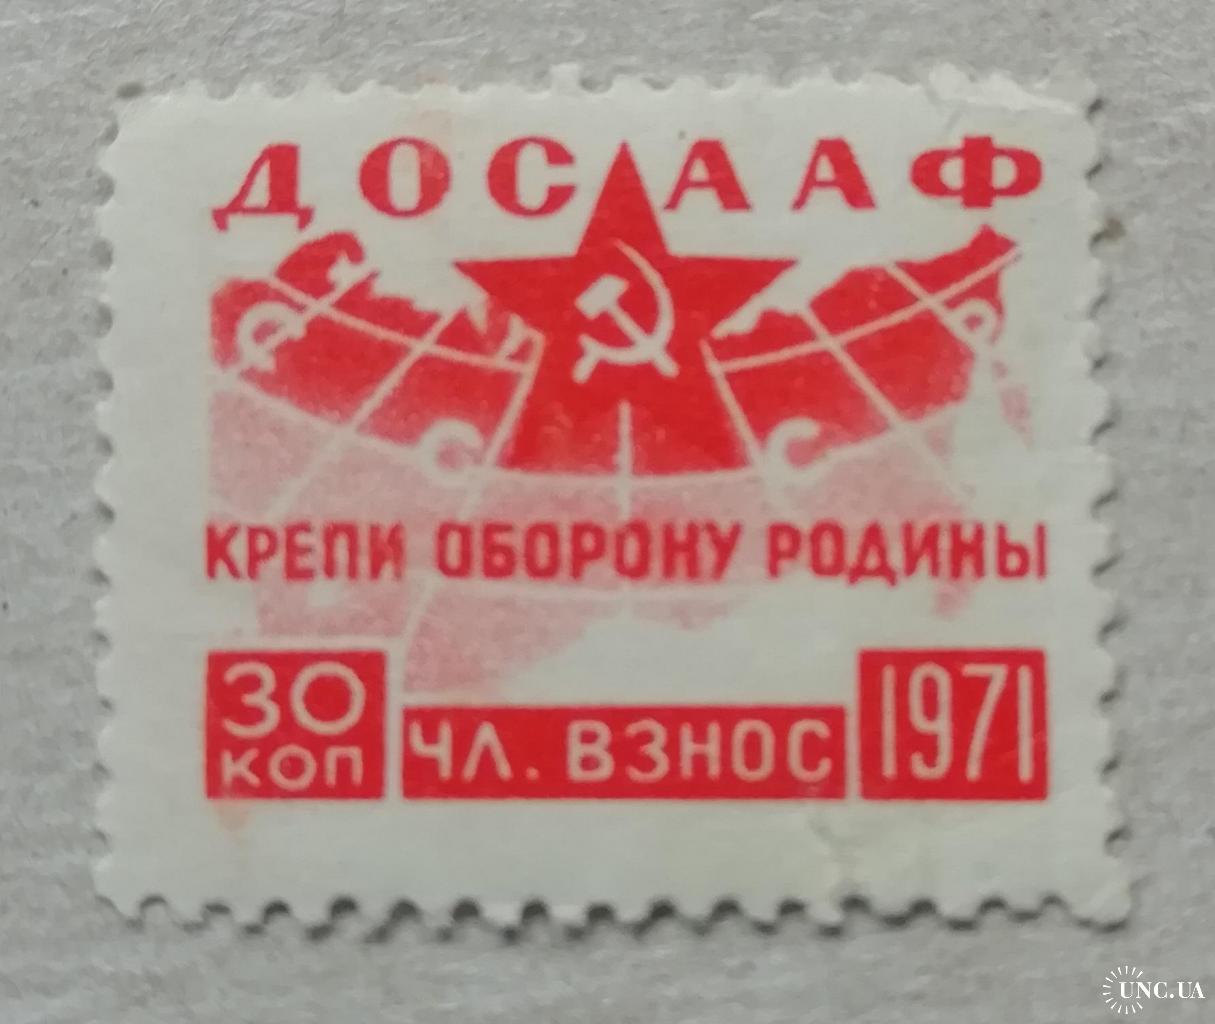 ДОСААФ
С С С Р
КРЕПИ ОБОРОНУ РОДИНЫ
30 КОП
ЧЛ. ВЗНОС
1971
UNC.UA